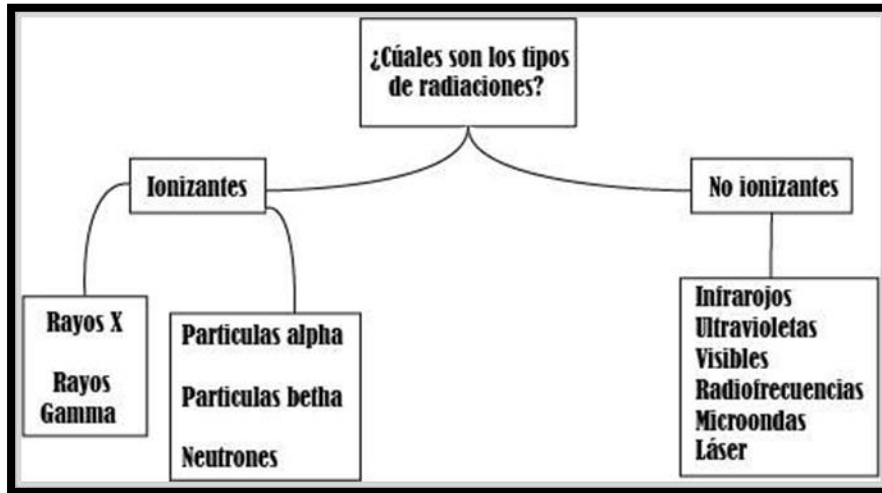 ¿Cúales son los tipos
de radiaciones?
Ionizantes
No ionizantes
Rayos X
Rayos
Gamma
Particulas alpha
Particulas betha
Neutrones
Infrarojos
Ultravioletas
Visibles
Radiofrecuencias
Microondas
Láser